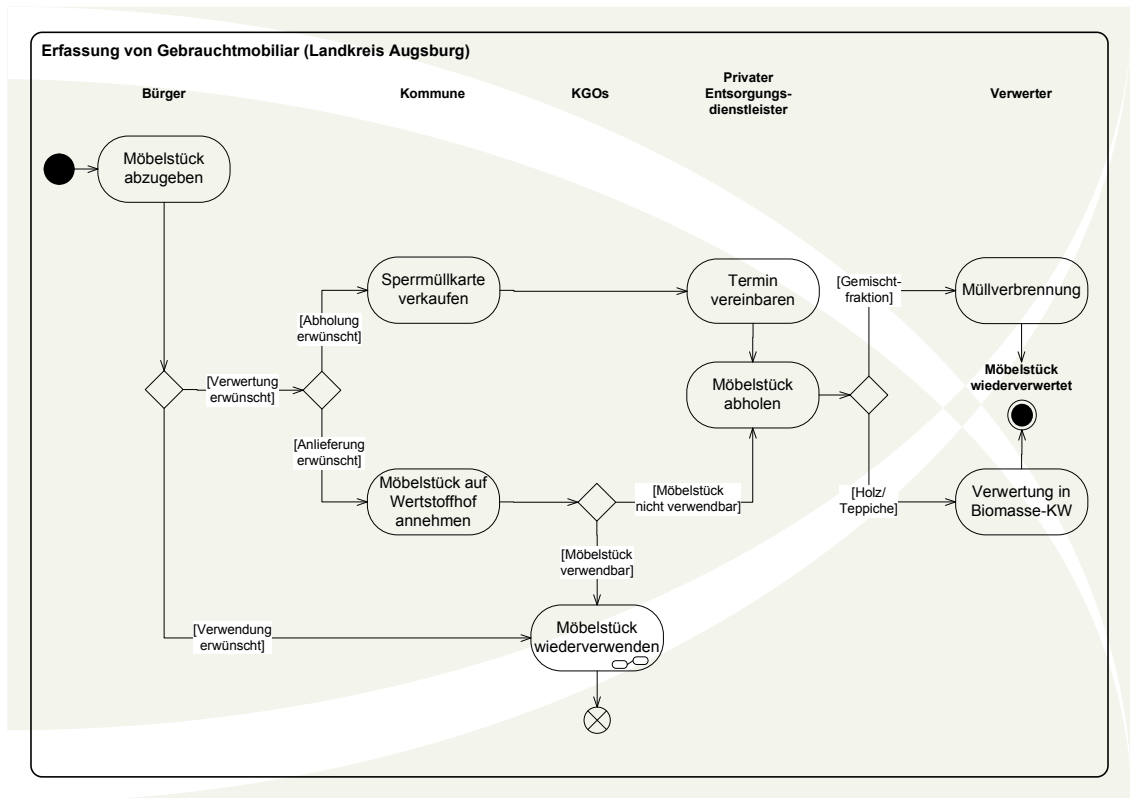 Erfassung von Gebrauchtmobiliar (Landkreis Augsburg)
Bürger
Kommune
KGOs
Privater
Entsorgungs-
dienstleister
Verwerter
Möbelstück
abzugeben
Sperrmüllkarte
verkaufen
Termin
vereinbaren
[Gemischt-
fraktion]
Müllverbrennung
[Abholung
erwünscht]
[Verwertung
erwünscht]
Möbelstück
abholen
Möbelstück
wiederverwertet
[Anlieferung
erwünscht]
Möbelstück auf
Wertstoffhof
annehmen
[Möbelstück
nicht verwendbar]
[Holz/
Teppiche]
Verwertung in
Biomasse-KW
[Möbelstück
verwendbar]
[Verwendung
erwünscht]
Möbelstück
wiederverwenden